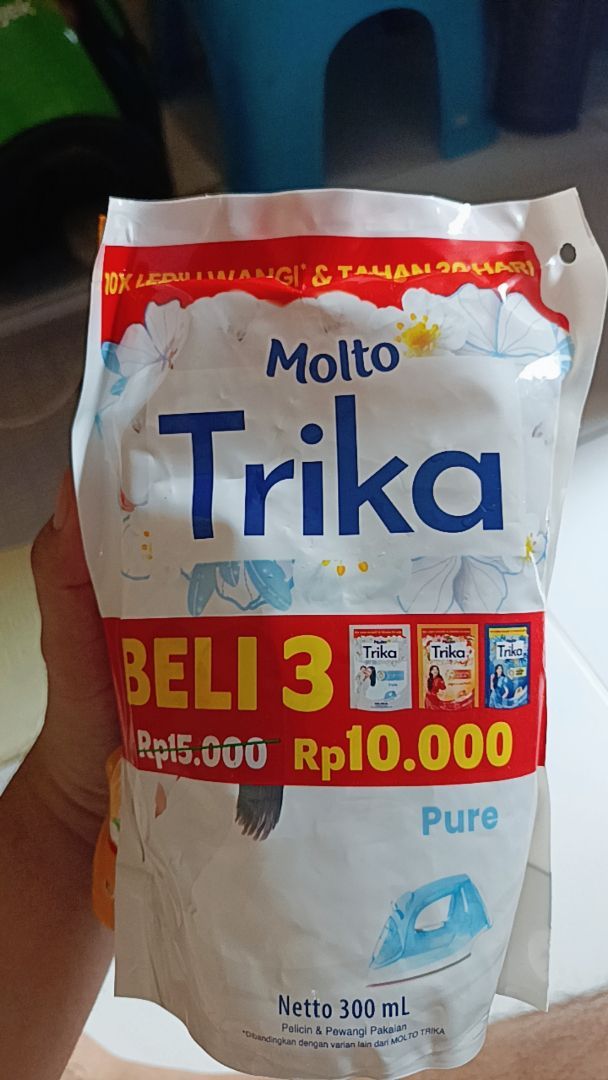 10X LEBIH WANGI* & TAHAN 20 HARI
Molto
Trika
BELI 3
Trika
Trika
Trika
Rp15.000 Rp10.000
Pure
Netto 300 mL
Pelicin & Pewangi Pakaian
*Dibandingkan dengan varian lain dari MOLTO TRIKA